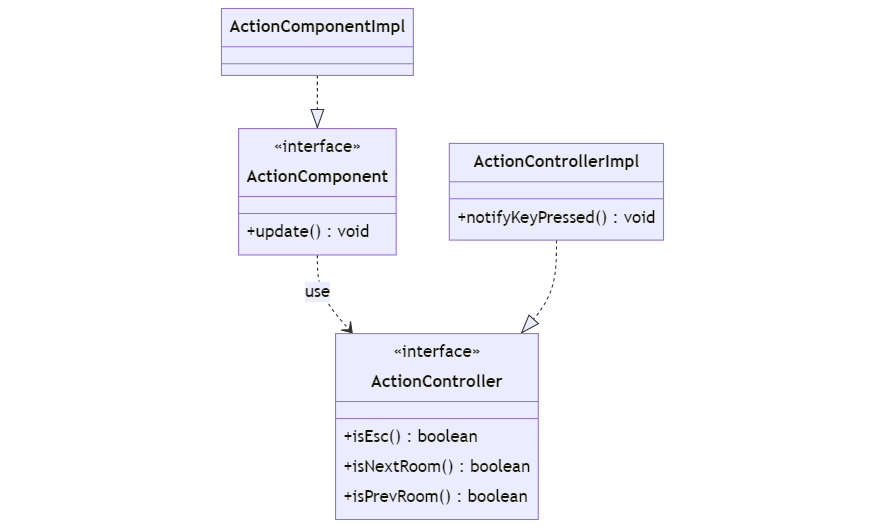 ActionComponentImpl
«interface»
ActionComponent
+update() : void
ActionControllerImpl
+notifyKeyPressed() : void
use
«interface»
ActionController
+isEsc() : boolean
+isNextRoom() : boolean
+isPrevRoom() : boolean